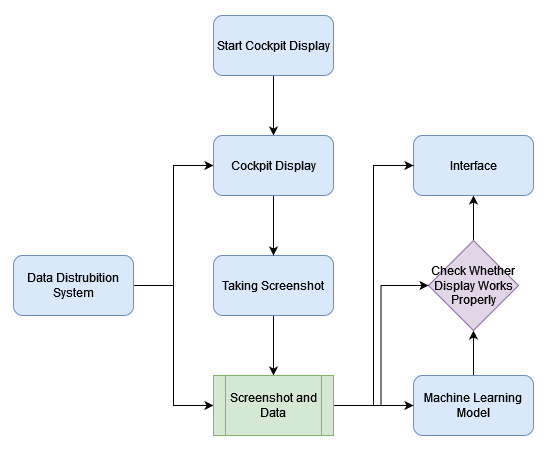 Start Cockpit Display
Cockpit Display
Interface
Data Distrubition
System
Taking Screenshot
Check Whether
Display Works
Properly
Screenshot and
Data
Machine Learning
Model